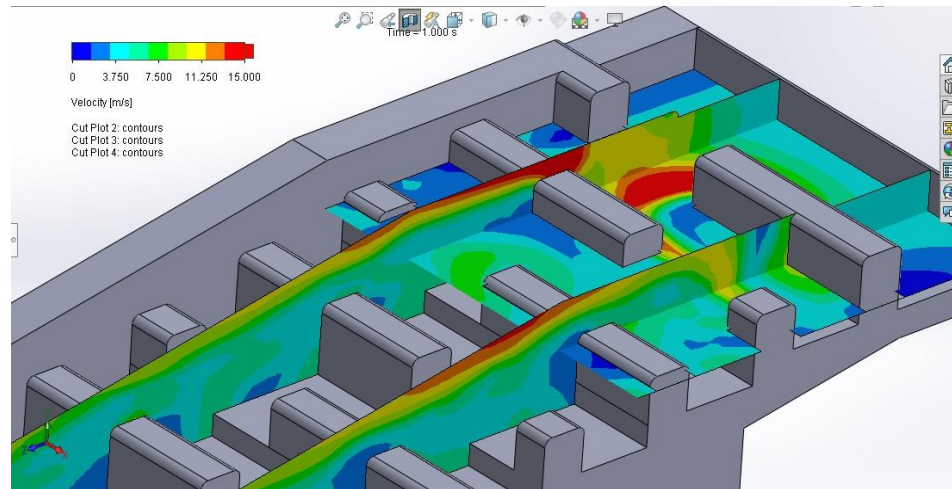 Time = 1.000 s
0 3.750 7.500 11.250 15.000
Velocity [m/s]
Cut Plot 2: contours
Cut Plot 3: contours
Cut Plot 4: contours